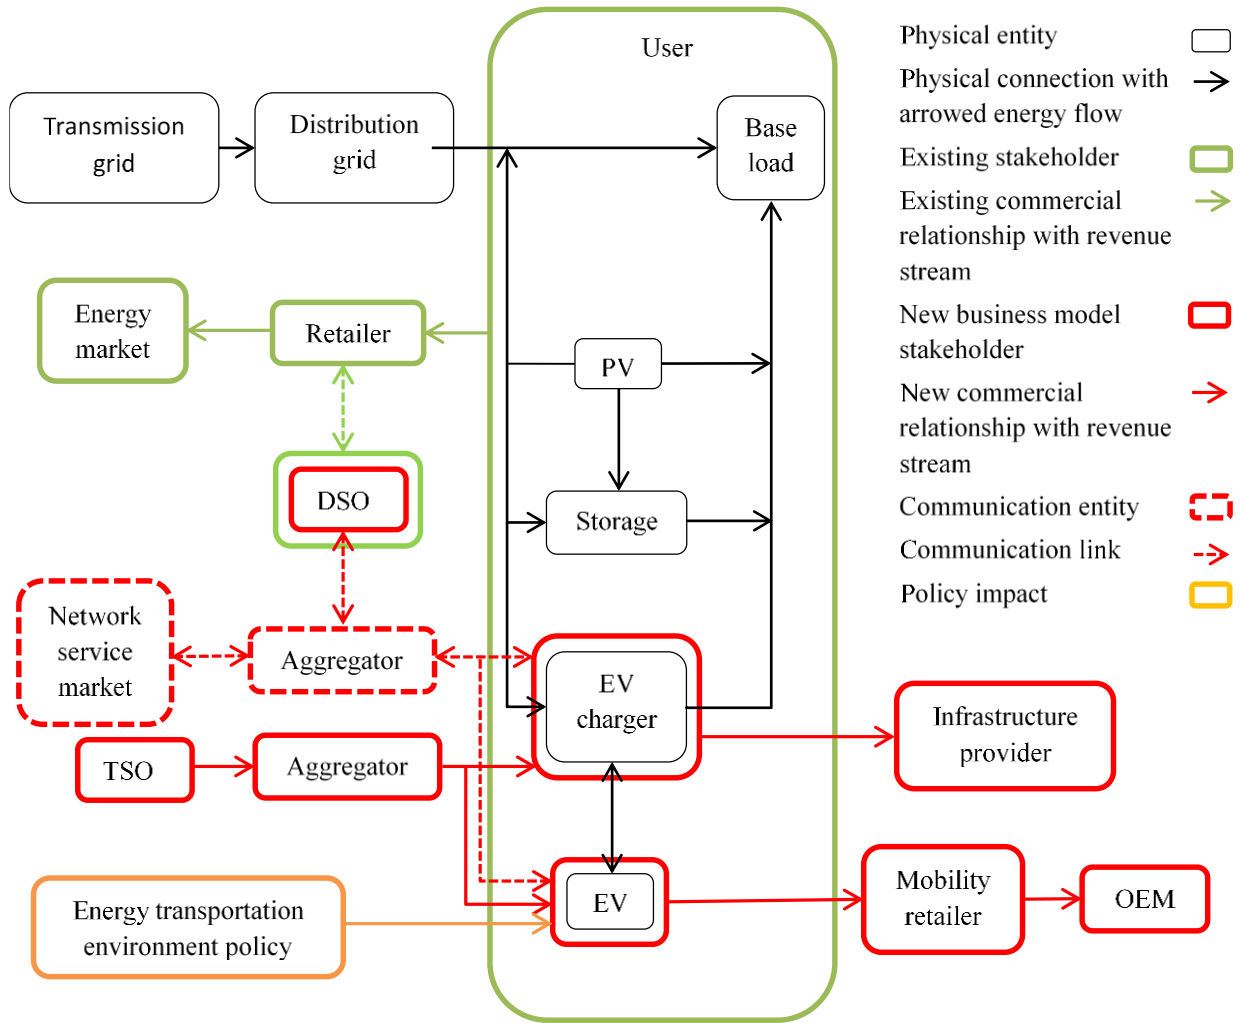 User
Transmission
grid
Distribution
grid
Base
load
Energy
market
Retailer
PV
DSO
Storage
Network
service
market
Aggregator
EV
charger
TSO
Aggregator
Infrastructure
provider
Energy transportation
environment policy
EV
Mobility
retailer
OEM
Physical entity
Physical connection with
arrowed energy flow
Existing stakeholder
Existing commercial
relationship with revenue
stream
New business model
stakeholder
New commercial
relationship with revenue
stream
Communication entity
Communication link
Policy impact